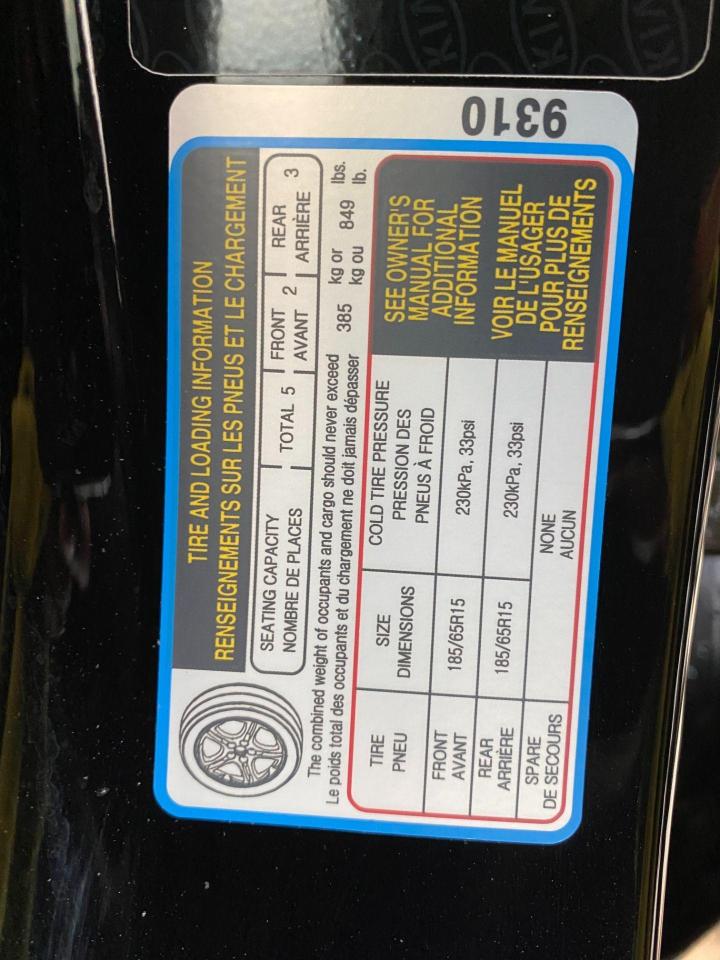 TIRE AND LOADING INFORMATION
RENSEIGNEMENTS SUR LES PNEUS ET LE CHARGEMENT
SEATING CAPACITY
NOMBRE DE PLACES
TOTAL 5
FRONT
AVANT
2
REAR
ARRIÈRE
3
The combined weight of occupants and cargo should never exceed
Le poids total des occupants et du chargement ne doit jamais dépasser
385
kg or
kg ou
849
lbs.
lb.
TIRE
PNEU
SIZE
DIMENSIONS
COLD TIRE PRESSURE
PRESSION DES
PNEUS À FROID
FRONT
AVANT
185/65R15
230kPa, 33psi
REAR
ARRIÈRE
185/65R15
230kPa, 33psi
SPARE
DE SECOURS
NONE
AUCUN
SEE OWNER'S
MANUAL FOR
ADDITIONAL
INFORMATION
VOIR LE MANUEL
DE L'USAGER
POUR PLUS DE
RENSEIGNEMENTS
9310